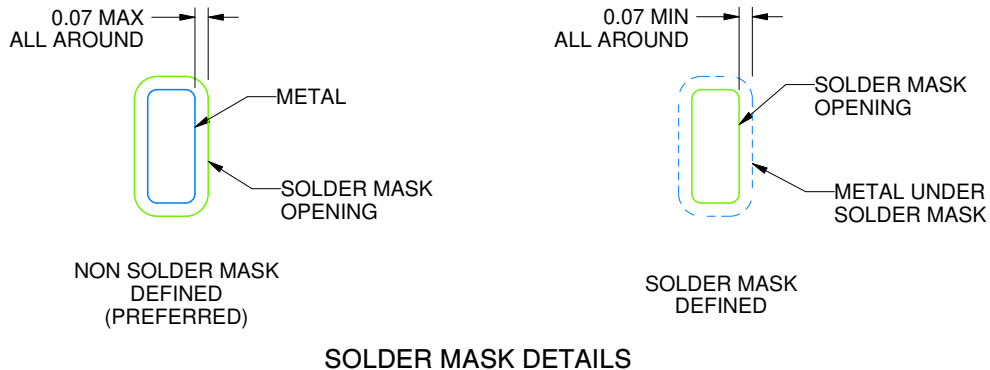 0.07 MAX
ALL AROUND
METAL
SOLDER MASK
OPENING
NON SOLDER MASK
DEFINED
(PREFERRED)
0.07 MIN
ALL AROUND
SOLDER MASK
OPENING
METAL UNDER
SOLDER MASK
SOLDER MASK
DEFINED
SOLDER MASK DETAILS